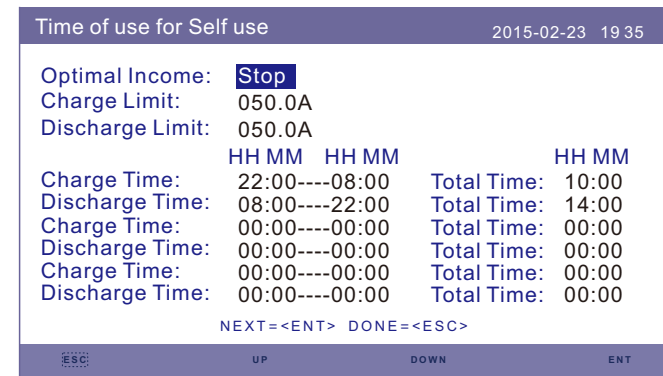 Time of use for Self use 2015-02-23 19 35
Optimal Income: Stop
Charge Limit: 050.0A
Discharge Limit: 050.0A
HH MM HH MM HH MM
Charge Time: 22:00----08:00 Total Time: 10:00
Discharge Time: 08:00----22:00 Total Time: 14:00
Charge Time: 00:00----00:00 Total Time: 00:00
Discharge Time: 00:00----00:00 Total Time: 00:00
Charge Time: 00:00----00:00 Total Time: 00:00
Discharge Time: 00:00----00:00 Total Time: 00:00
NEXT=<ENT> DONE=<ESC>
ESC UP DOWN ENT